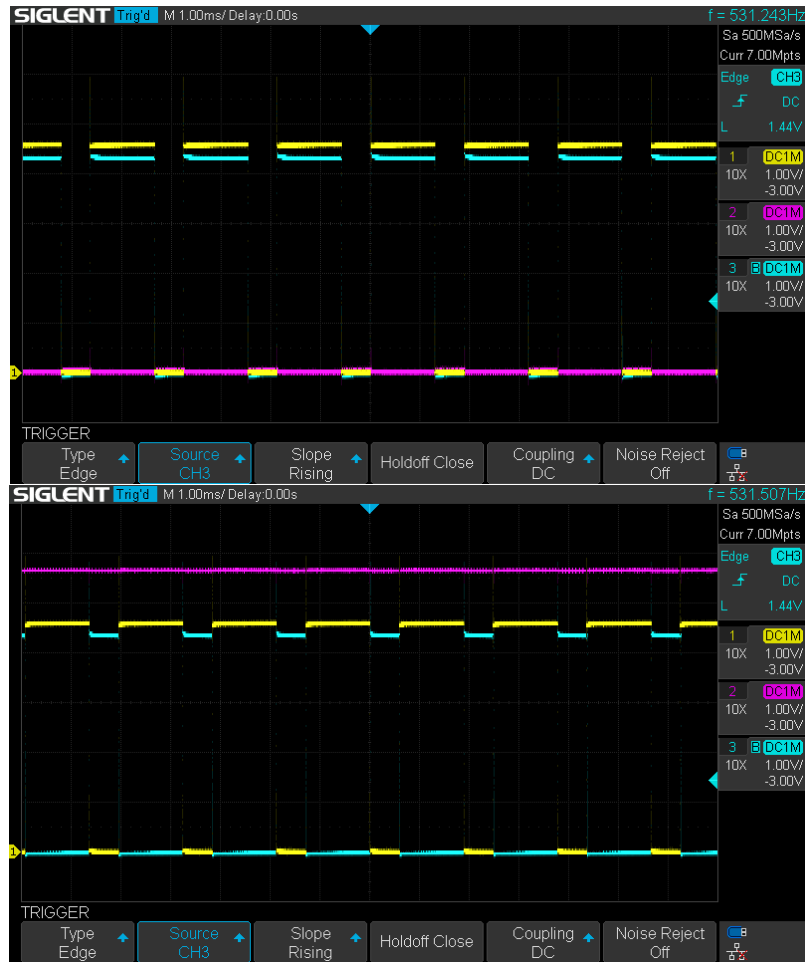 SIGLENT Trig'd M 1.00ms/ Delay:0.00s f = 531.243Hz
Sa 500MSa/s
Curr 7.00Mpts
Edge CH3
DC
L 1.44V
1 DC1M
10X 1.00V/
-3.00V
2 DC1M
10X 1.00V/
-3.00V
3 B DC1M
10X 1.00V/
-3.00V
1
TRIGGER
Type Edge
Source CH3
Slope Rising
Holdoff Close
Coupling DC
Noise Reject Off
SIGLENT Trig'd M 1.00ms/ Delay:0.00s f = 531.507Hz
Sa 500MSa/s
Curr 7.00Mpts
Edge CH3
DC
L 1.44V
1 DC1M
10X 1.00V/
-3.00V
2 DC1M
10X 1.00V/
-3.00V
3 B DC1M
10X 1.00V/
-3.00V
1
TRIGGER
Type Edge
Source CH3
Slope Rising
Holdoff Close
Coupling DC
Noise Reject Off